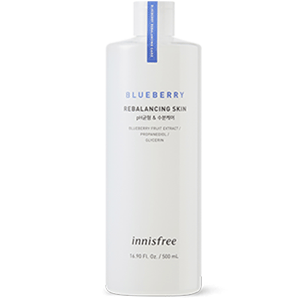 BLUEBERRY
REBALANCING SKIN
pH균형 & 수분케어
BLUEBERRY FRUIT EXTRACT /
PROPANEDIOL /
GLYCERIN
innisfree
16.90 Fl. Oz. / 500 mL